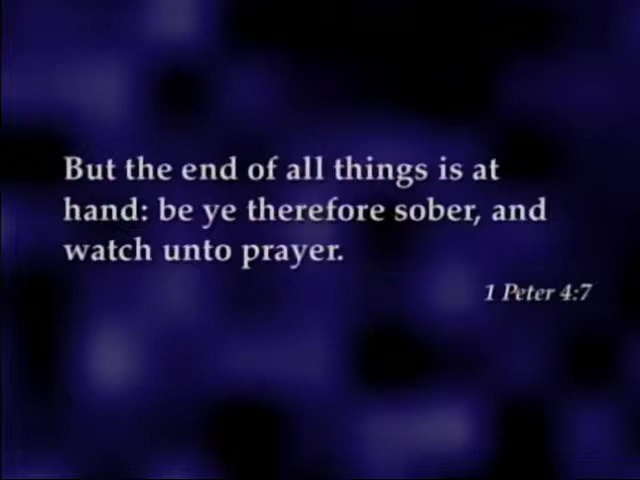 But the end of all things is at
hand: be ye therefore sober, and
watch unto prayer.
1 Peter 4:7